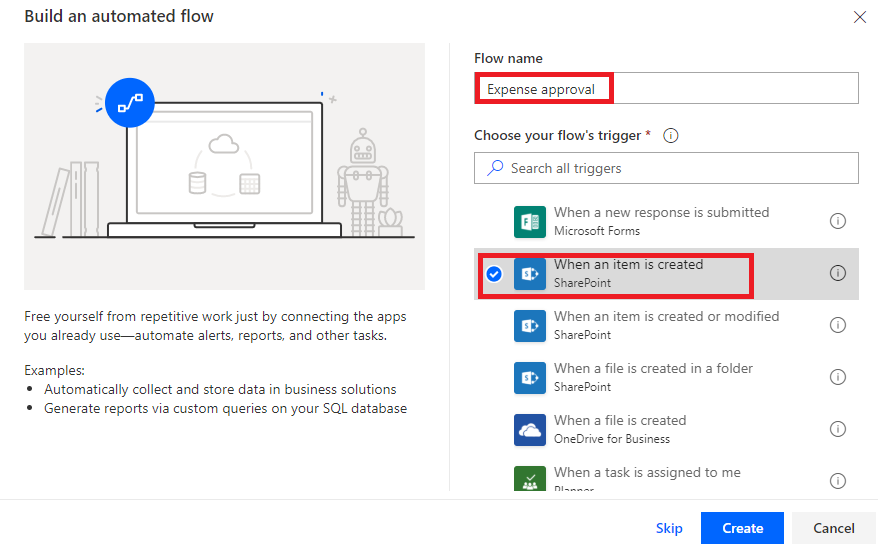 Build an automated flow
Free yourself from repetitive work just by connecting the apps
you already use—automate alerts, reports, and other tasks.
Examples:
• Automatically collect and store data in business solutions
• Generate reports via custom queries on your SQL database
Flow name
Expense approval
Choose your flow's trigger *
Search all triggers
When a new response is submitted
Microsoft Forms
When an item is created
SharePoint
When an item is created or modified
SharePoint
When a file is created in a folder
SharePoint
When a file is created
OneDrive for Business
When a task is assigned to me
Planner
Skip
Create
Cancel